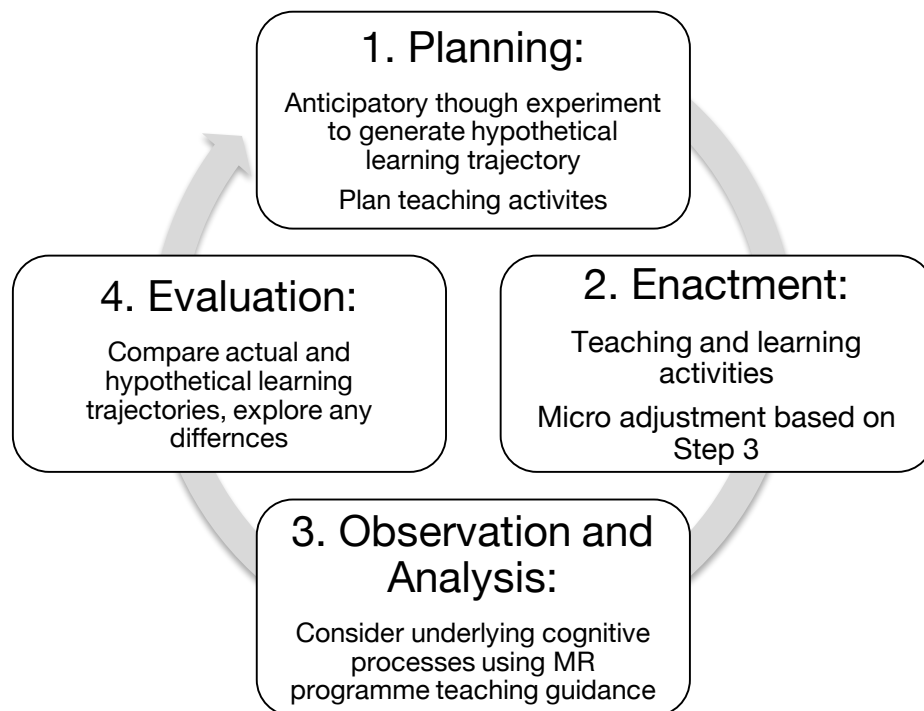 1. Planning:
Anticipatory though experiment
to generate hypothetical
learning trajectory
Plan teaching activites
2. Enactment:
Teaching and learning
activities
Micro adjustment based on
Step 3
3. Observation and
Analysis:
Consider underlying cognitive
processes using MR
programme teaching guidance
4. Evaluation:
Compare actual and
hypothetical learning
trajectories, explore any
differnces